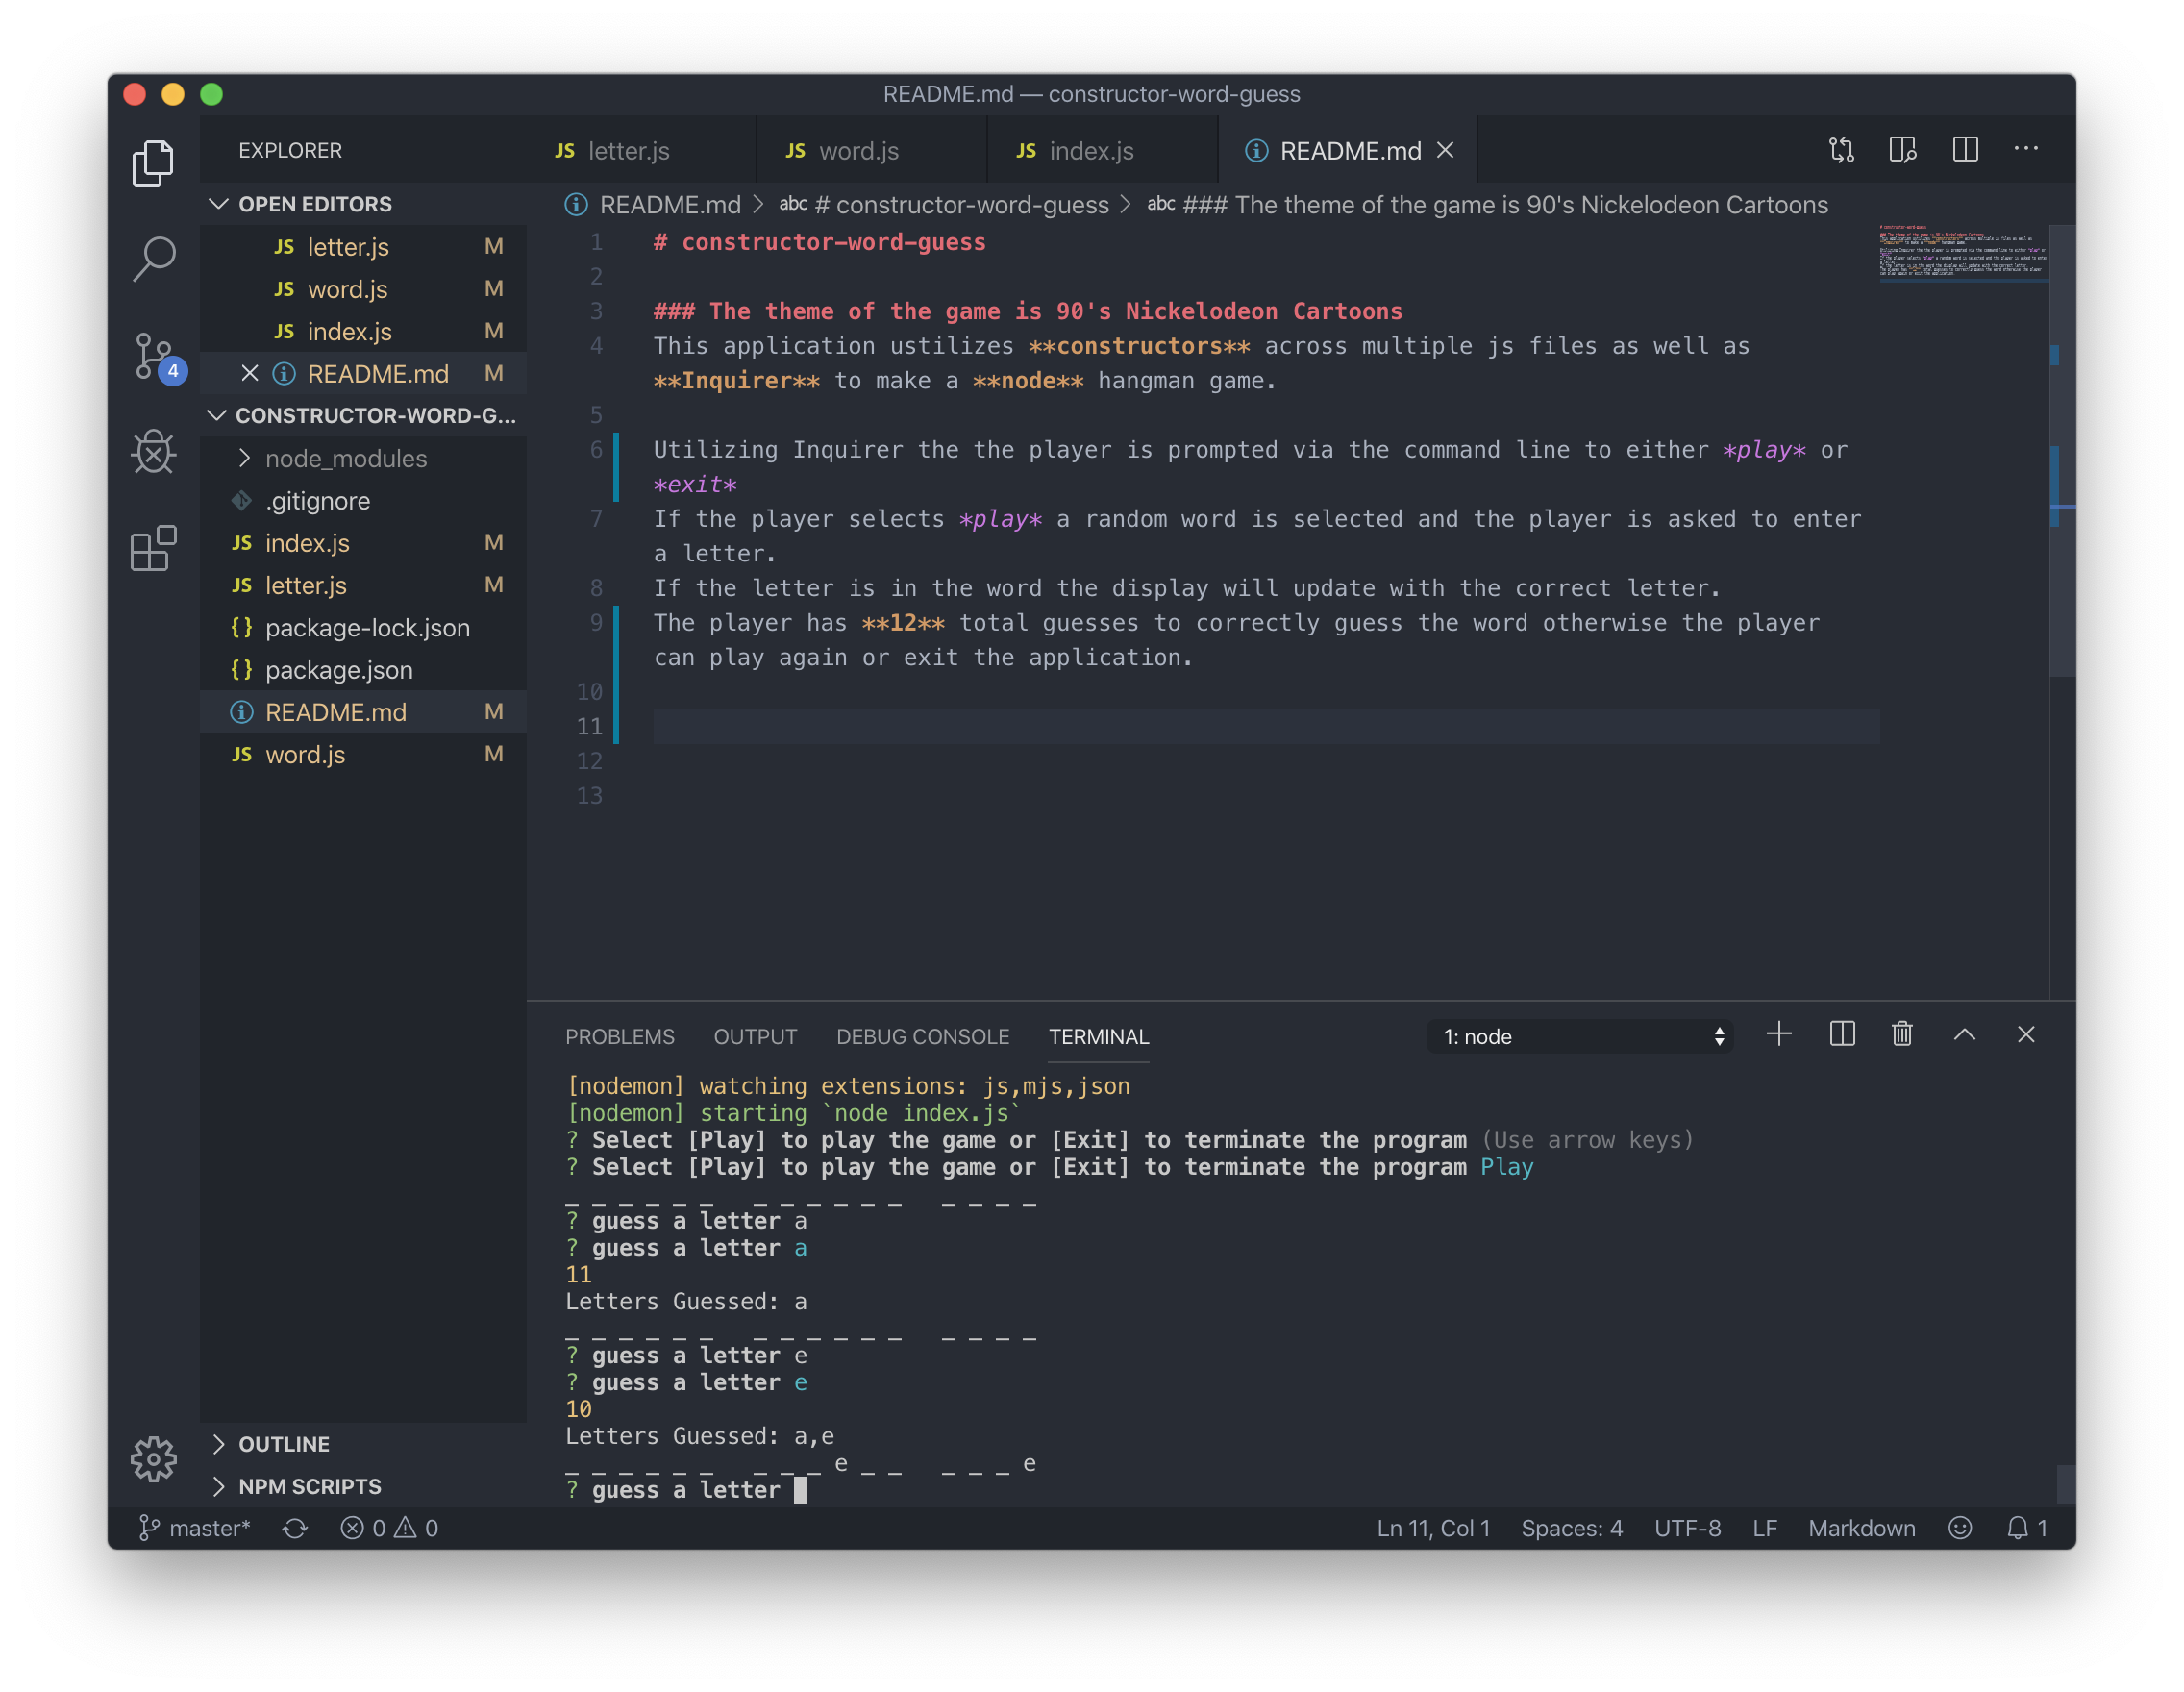 README.md — constructor-word-guess
EXPLORER
JS letter.js
JS word.js
JS index.js
README.md
OPEN EDITORS
JS letter.js M
JS word.js M
JS index.js M
README.md M
CONSTRUCTOR-WORD-G...
node_modules
.gitignore
JS index.js M
JS letter.js M
{} package-lock.json
{} package.json
README.md M
JS word.js M
OUTLINE
NPM SCRIPTS
4
README.md > abc # constructor-word-guess > abc ### The theme of the game is 90's Nickelodeon Cartoons
1 # constructor-word-guess
2
3 ### The theme of the game is 90's Nickelodeon Cartoons
4 This application ustilizes **constructors** across multiple js files as well as
**Inquirer** to make a **node** hangman game.
5
6 Utilizing Inquirer the the player is prompted via the command line to either *play* or
*exit*
7 If the player selects *play* a random word is selected and the player is asked to enter
a letter.
8 If the letter is in the word the display will update with the correct letter.
9 The player has **12** total guesses to correctly guess the word otherwise the player
can play again or exit the application.
10
11
12
13
PROBLEMS OUTPUT DEBUG CONSOLE TERMINAL 1: node
[nodemon] watching extensions: js,mjs,json
[nodemon] starting `node index.js`
? Select [Play] to play the game or [Exit] to terminate the program (Use arrow keys)
? Select [Play] to play the game or [Exit] to terminate the program Play
_ _ _ _ _ _   _ _ _ _ _ _   _ _ _ _
? guess a letter a
? guess a letter a
11
Letters Guessed: a
_ _ _ _ _ _   _ _ _ _ _ _   _ _ _ _
? guess a letter e
? guess a letter e
10
Letters Guessed: a,e
_ _ _ _ _ _   _ _ _ e _ _   _ _ _ e
? guess a letter
master* 0 0 Ln 11, Col 1 Spaces: 4 UTF-8 LF Markdown 1